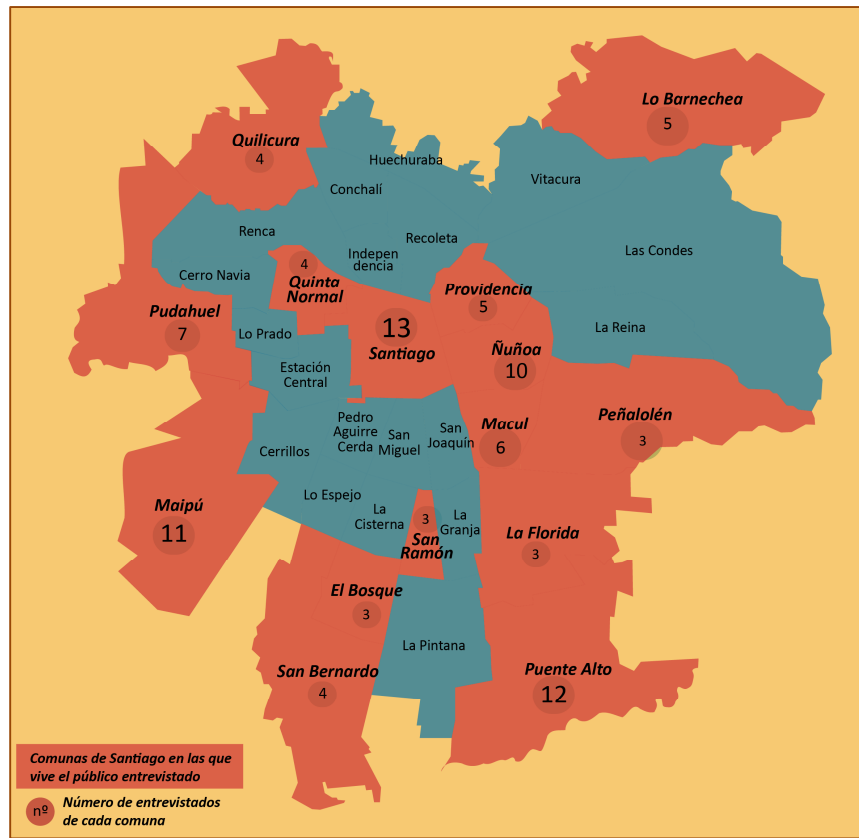 Lo Barnechea
5
Quilicura
4
Huechuraba
Conchalí
Vitacura
Renca
Recoleta
Indepen
dencia
Las Condes
Cerro Navia
4
Quinta
Normal
Providencia
5
Pudahuel
7
Lo Prado
13
Santiago
La Reina
Ñuñoa
10
Estación
Central
Pedro
Aguirre
Cerda
San
Miguel
San
Joaquín
Macul
6
Peñalolén
3
Cerrillos
Lo Espejo
La
Cisterna
Maipú
11
3
San
Ramón
La
Granja
La Florida
3
El Bosque
3
La Pintana
San Bernardo
4
Puente Alto
12
Comunas de Santiago en las que
vive el público entrevistado
nº
Número de entrevistados
de cada comuna